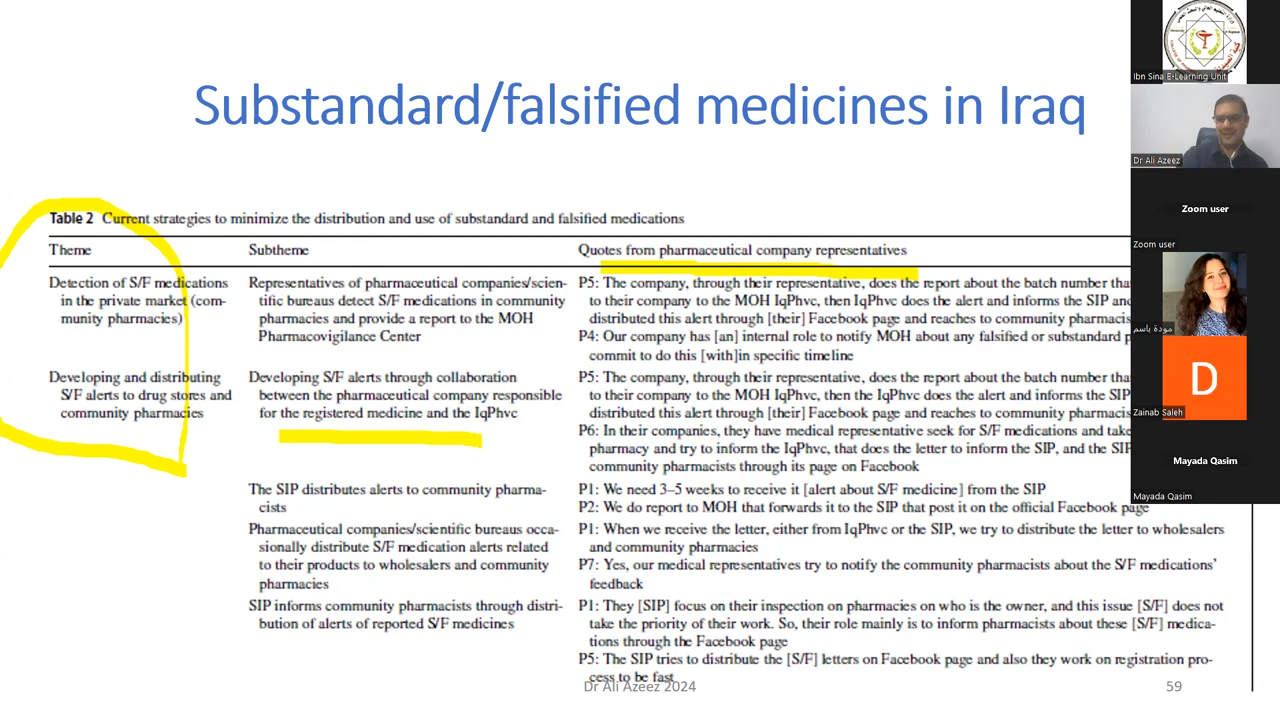 Substandard/falsified medicines in Iraq
Table 2 Current strategies to minimize the distribution and use of substandard and falsified medications
Theme
Subtheme
Quotes from pharmaceutical company representatives
Detection of S/F medications
in the private market (com-
munity pharmacies)
Representatives of pharmaceutical companies/scien-
tific bureaus detect S/F medications in community
pharmacies and provide a report to the MOH
Pharmacovigilance Center
P5: The company, through their representative, does the report about the batch number tha
to their company to the MOH IqPhvc, then IqPhvc does the alert and informs the SIP and
distributed this alert through [their] Facebook page and reaches to community pharmacis
P4: Our company has [an] internal role to notify MOH about any falsified or substandard p
commit to do this [with]in specific timeline
Developing and distributing
S/F alerts to drug stores and
community pharmacies
Developing S/F alerts through collaboration
between the pharmaceutical company responsible
for the registered medicine and the IqPhvc
P5: The company, through their representative, does the report about the batch number tha
to their company to the MOH IqPhvc, then the IqPhvc does the alert and informs the SIP
distributed this alert through [their] Facebook page and reaches to community pharmacis
P6: In their companies, they have medical representative seek for S/F medications and take
pharmacy and try to inform the IqPhvc, that does the letter to inform the SIP, and the SIP
community pharmacists through its page on Facebook
The SIP distributes alerts to community pharma-
cists
P1: We need 3–5 weeks to receive it [alert about S/F medicine] from the SIP
P2: We do report to MOH that forwards it to the SIP that post it on the official Facebook page
Pharmaceutical companies/scientific bureaus occa-
sionally distribute S/F medication alerts related
to their products to wholesalers and community
pharmacies
P1: When we receive the letter, either from IqPhvc or the SIP, we try to distribute the letter to wholesalers
and community pharmacies
P7: Yes, our medical representatives try to notify the community pharmacists about the S/F medications'
feedback
SIP informs community pharmacists through distri-
bution of alerts of reported S/F medicines
P1: They [SIP] focus on their inspection on pharmacies on who is the owner, and this issue [S/F] does not
take the priority of their work. So, their role mainly is to inform pharmacists about these [S/F] medica-
tions through the Facebook page
P5: The SIP tries to distribute the [S/F] letters on Facebook page and also they work on registration pro-
cess to be fast
Dr Ali Azeez 2024
59
Ibn Sina E-Learning Unit
Dr Ali Azeez
Zoom user
Zoom user
مودة باسم
D
Zainab Saleh
Mayada Qasim
Mayada Qasim